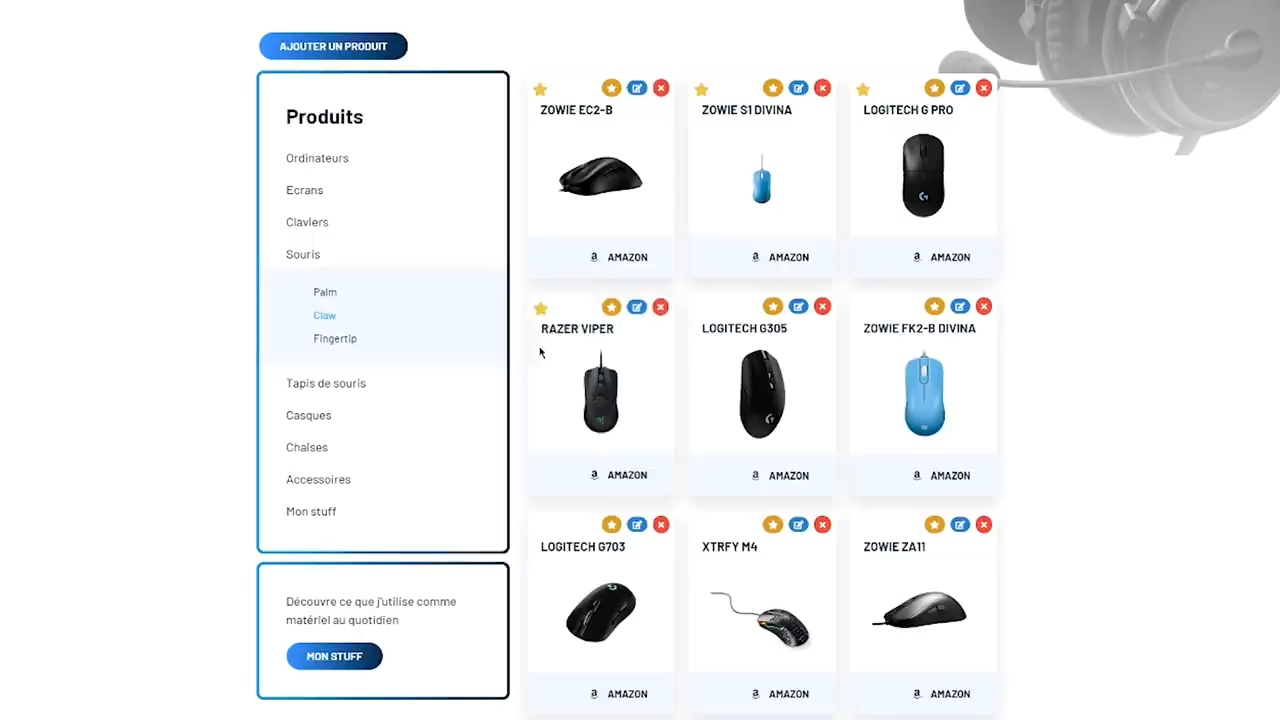 AJOUTER UN PRODUIT
Produits
Ordinateurs
Ecrans
Claviers
Souris
Palm
Claw
Fingertip
Tapis de souris
Casques
Chaises
Accessoires
Mon stuff
Découvre ce que j'utilise comme
matériel au quotidien
MON STUFF
ZOWIE EC2-B
ZOWIE S1 DIVINA
LOGITECH G PRO
AMAZON
AMAZON
AMAZON
RAZER VIPER
LOGITECH G305
ZOWIE FK2-B DIVINA
AMAZON
AMAZON
AMAZON
LOGITECH G703
XTRFY M4
ZOWIE ZA11
AMAZON
AMAZON
AMAZON